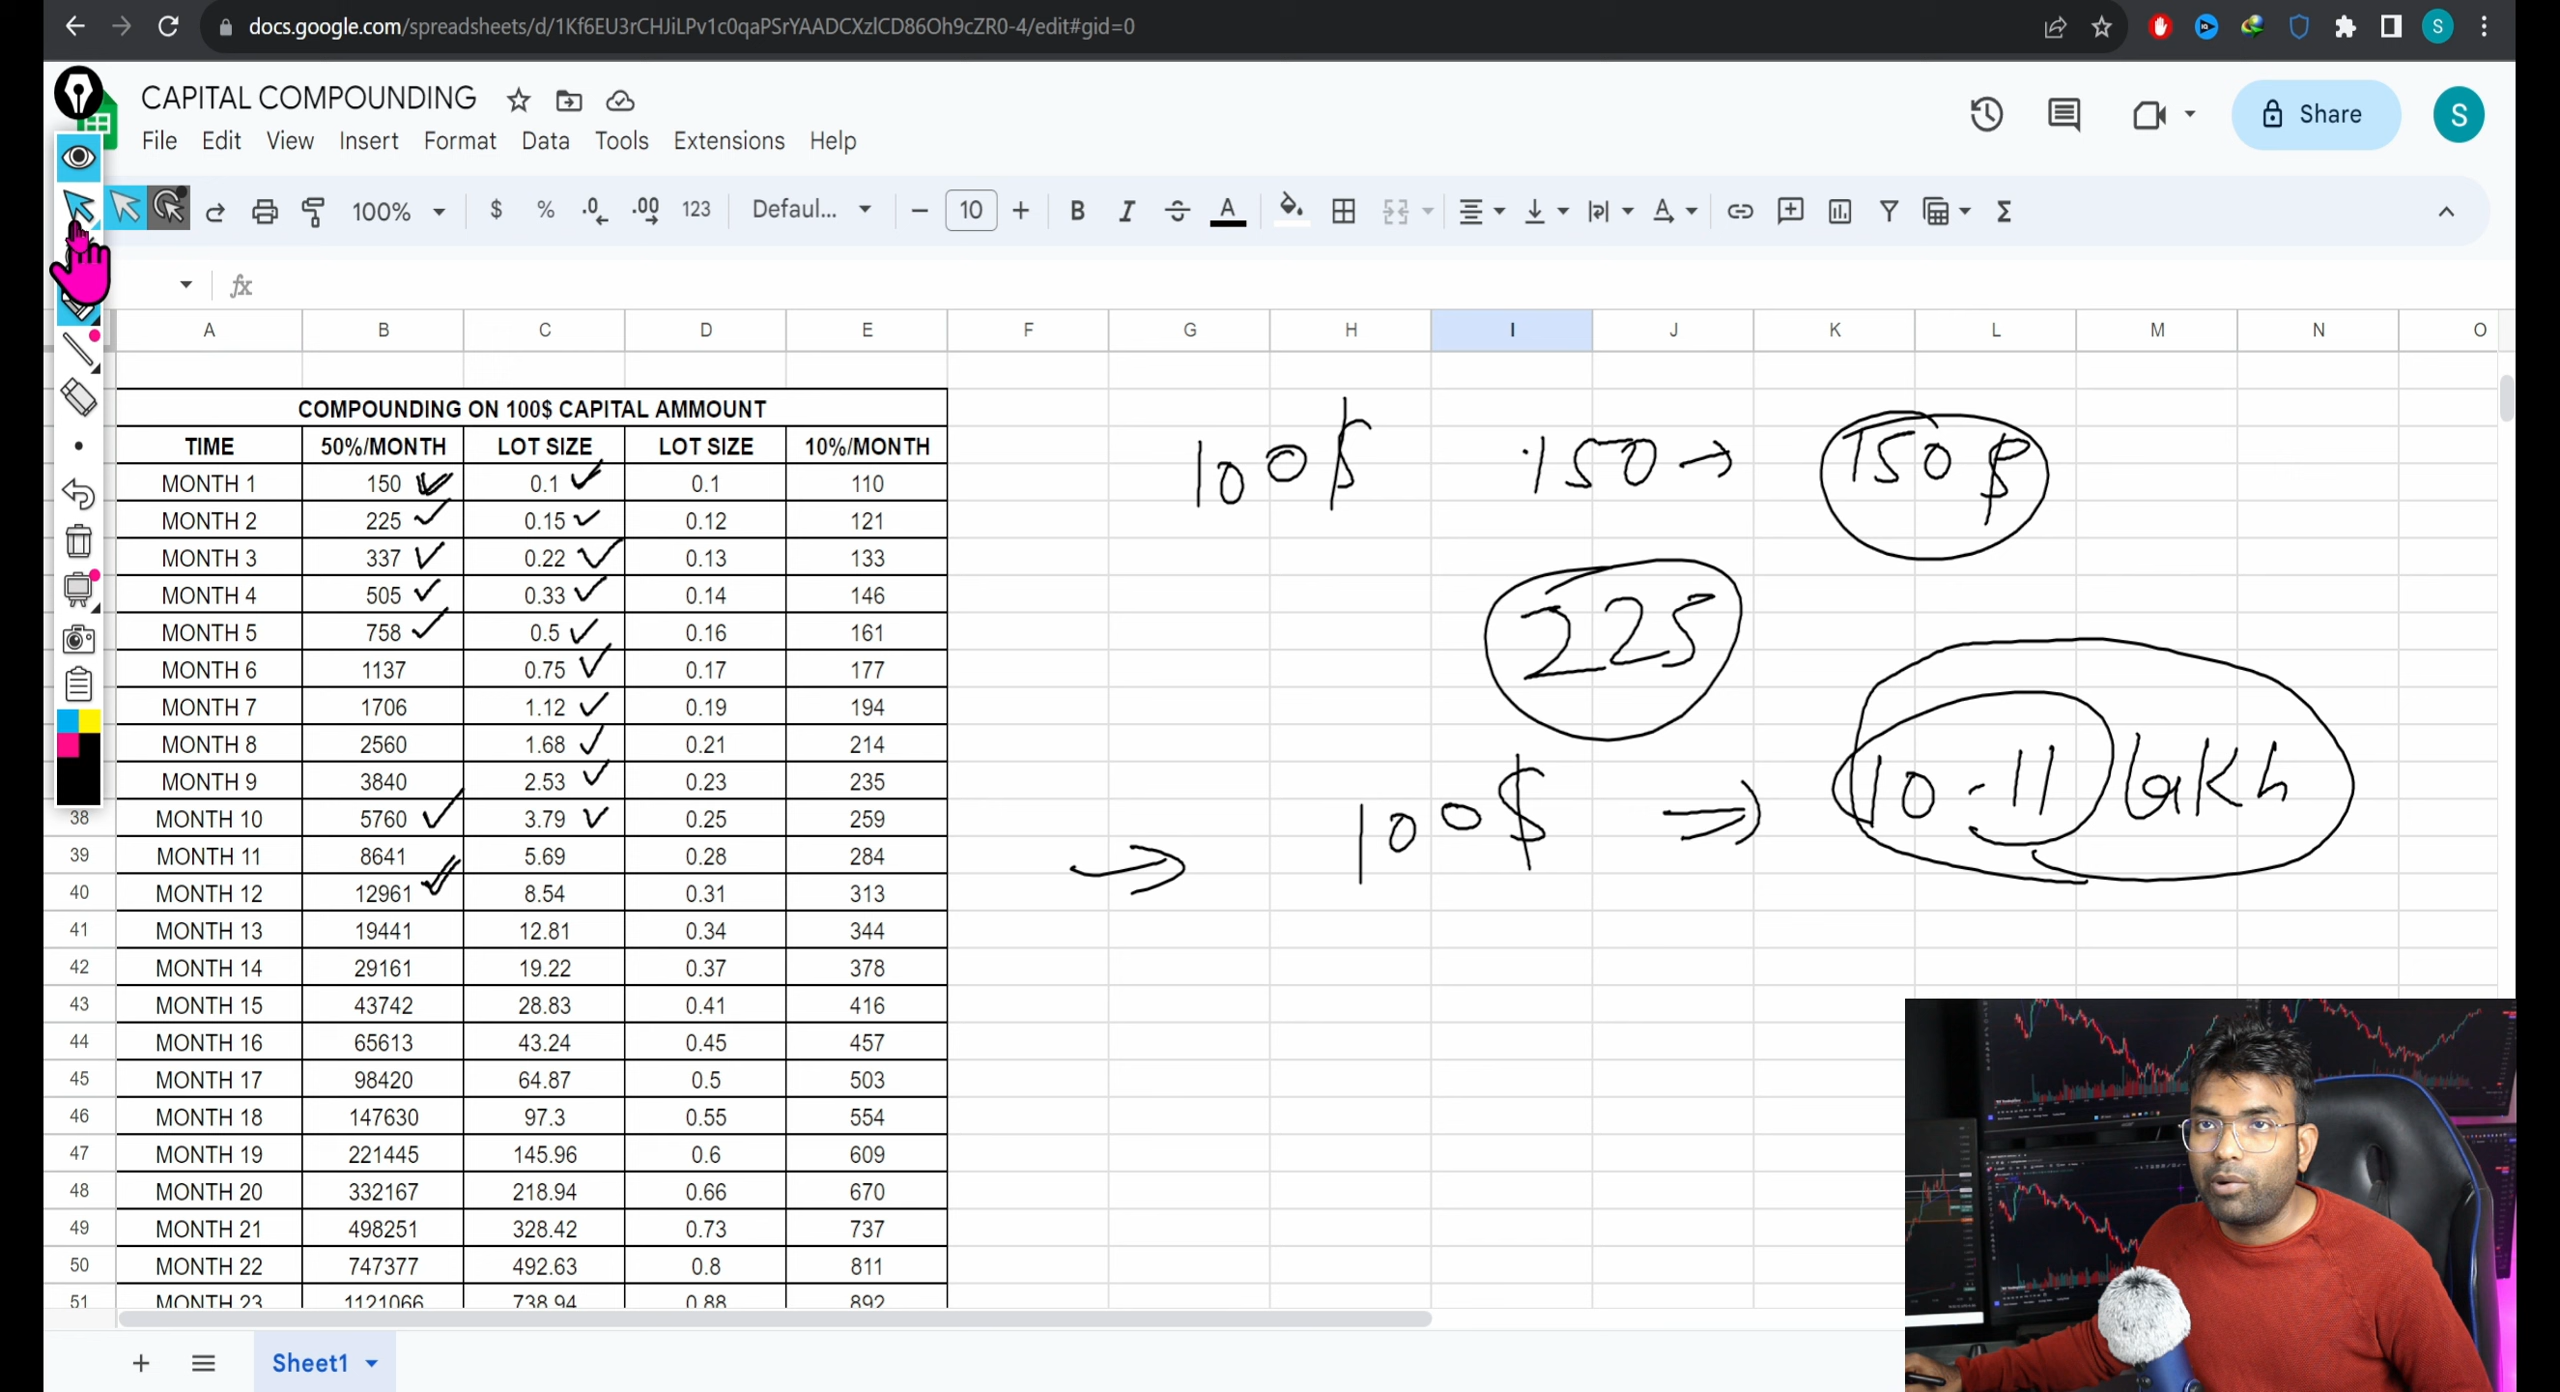 docs.google.com/spreadsheets/d/1Kf6EU3rCHJiLPv1c0qaPSrYAADCXzlCD86Oh9cZR0-4/edit#gid=0
S
CAPITAL COMPOUNDING
File Edit View Insert Format Data Tools Extensions Help
Share
S
100% $ % .0 .00 123 Defaul... − 10 + B I S A Σ
fx
A B C D E F G H I J K L M N O
COMPOUNDING ON 100$ CAPITAL AMMOUNT
TIME 50%/MONTH LOT SIZE LOT SIZE 10%/MONTH
MONTH 1 150 0.1 0.1 110
MONTH 2 225 0.15 0.12 121
MONTH 3 337 0.22 0.13 133
MONTH 4 505 0.33 0.14 146
MONTH 5 758 0.5 0.16 161
MONTH 6 1137 0.75 0.17 177
MONTH 7 1706 1.12 0.19 194
MONTH 8 2560 1.68 0.21 214
MONTH 9 3840 2.53 0.23 235
38 MONTH 10 5760 3.79 0.25 259
39 MONTH 11 8641 5.69 0.28 284
40 MONTH 12 12961 8.54 0.31 313
41 MONTH 13 19441 12.81 0.34 344
42 MONTH 14 29161 19.22 0.37 378
43 MONTH 15 43742 28.83 0.41 416
44 MONTH 16 65613 43.24 0.45 457
45 MONTH 17 98420 64.87 0.5 503
46 MONTH 18 147630 97.3 0.55 554
47 MONTH 19 221445 145.96 0.6 609
48 MONTH 20 332167 218.94 0.66 670
49 MONTH 21 498251 328.42 0.73 737
50 MONTH 22 747377 492.63 0.8 811
51 MONTH 23 1121066 738.94 0.88 892
100$ 150 → 150$
225
→ 100$ ⇒ 10-11 lakh
Sheet1